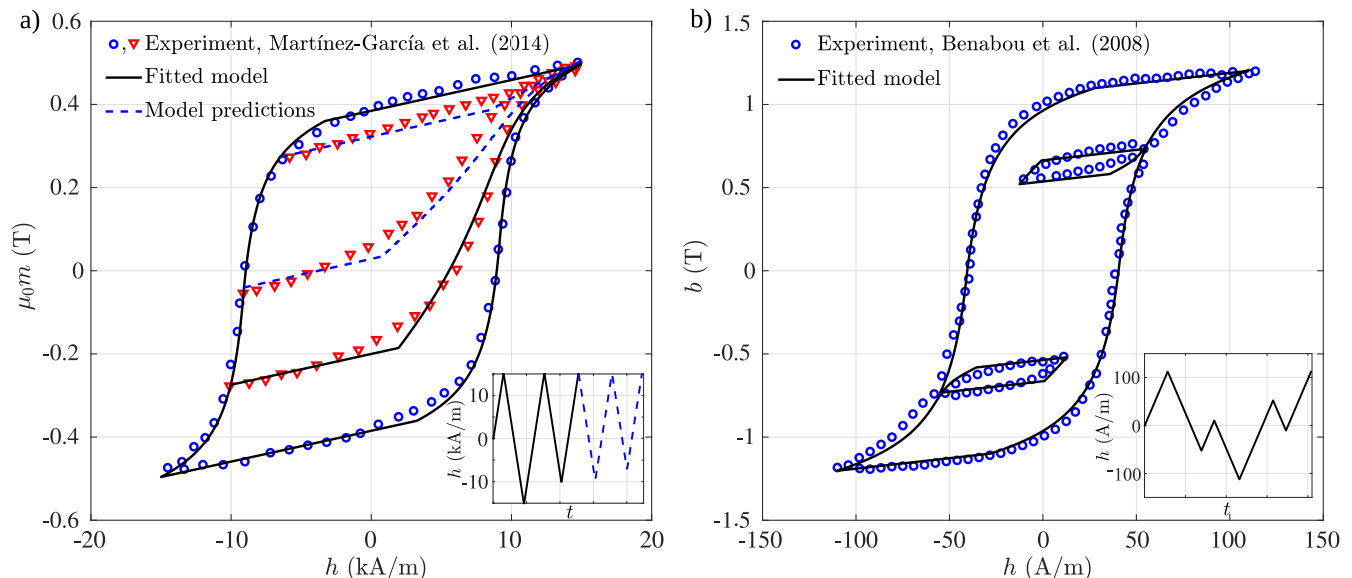 a)
0.6
0.4
0.2
0
-0.2
-0.4
-0.6
μ₀m (T)
Experiment, Martínez-García et al. (2014)
Fitted model
Model predictions
10
0
-10
h (kA/m)
t
-20
-10
0
10
20
h (kA/m)
b)
1.5
1
0.5
0
-0.5
-1
-1.5
b (T)
Experiment, Benabou et al. (2008)
Fitted model
100
0
-100
h (A/m)
t
-150
-100
-50
0
50
100
150
h (A/m)